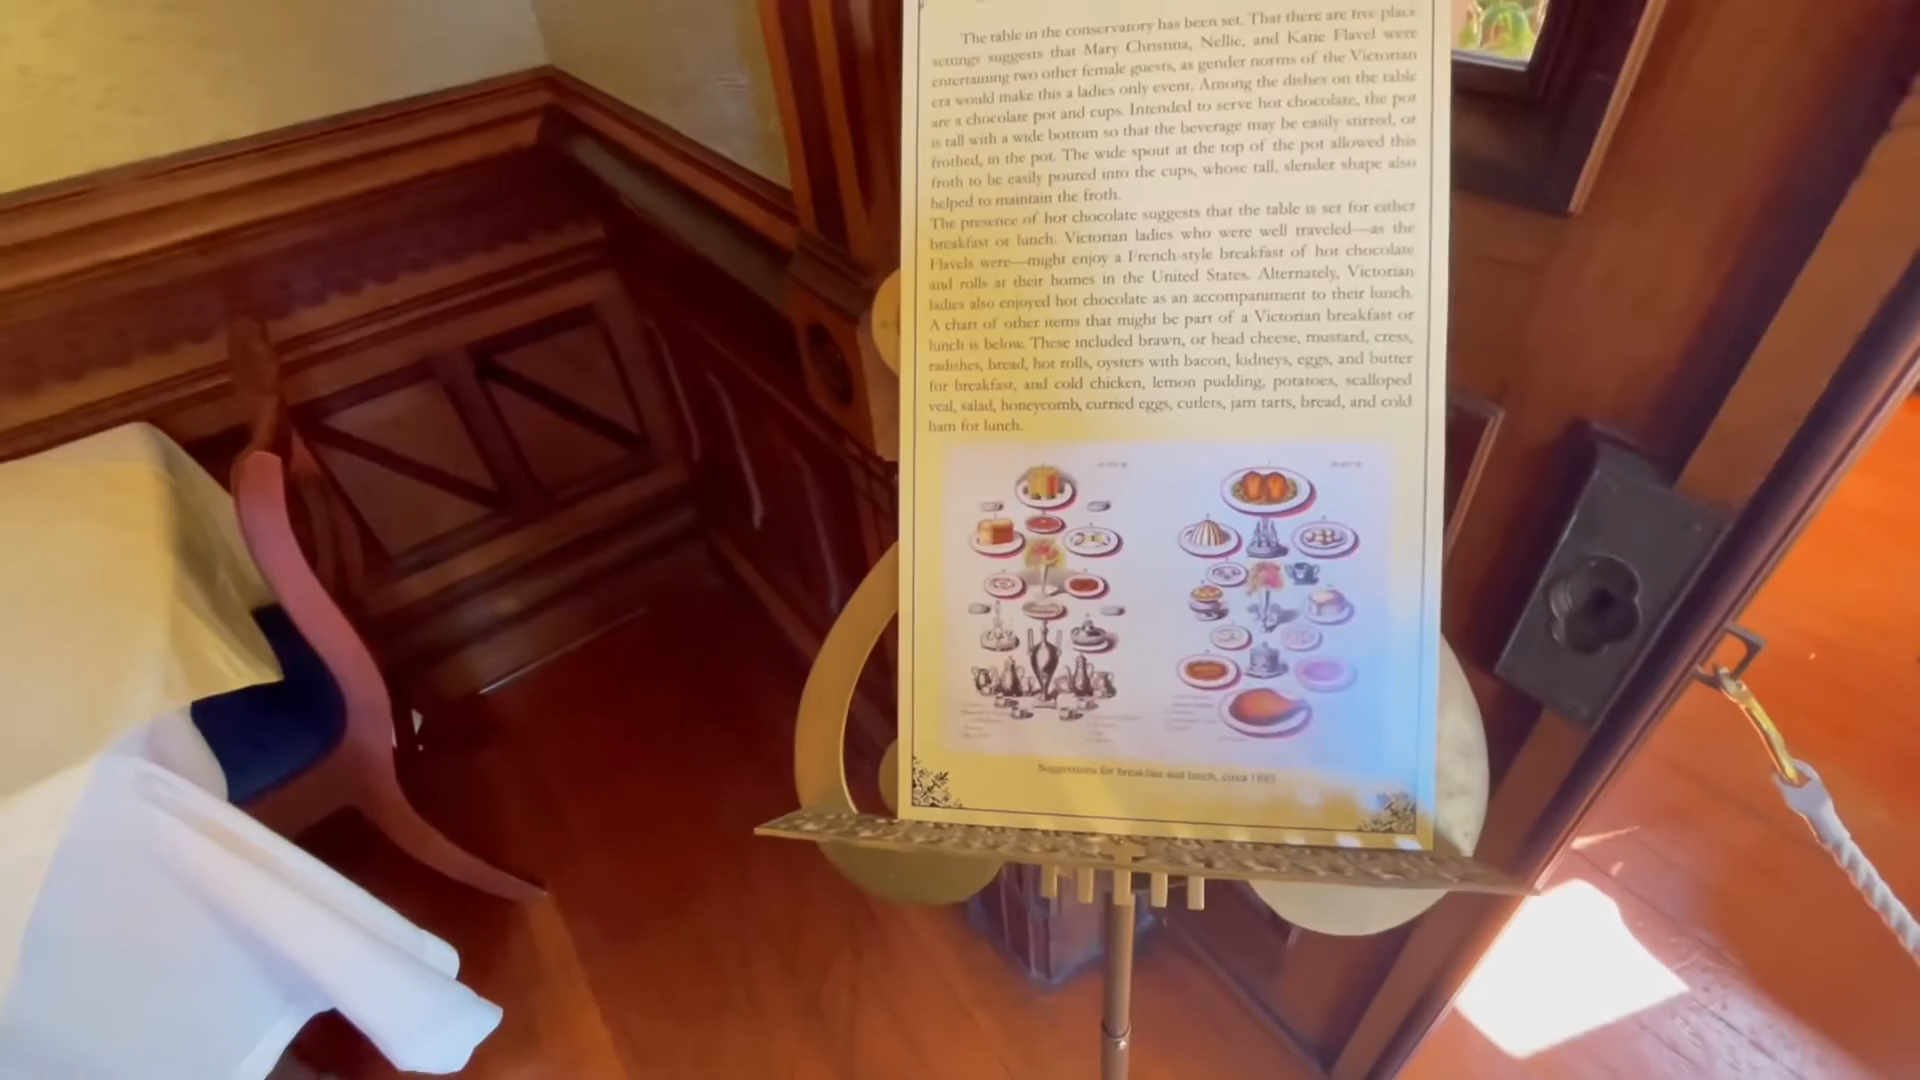 The table in the conservatory has been set. That there are five place
settings suggests that Mary Christina, Nellie, and Katie Flavel were
entertaining two other female guests, as gender norms of the Victorian
era would make this a ladies only event. Among the dishes on the table
are a chocolate pot and cups. Intended to serve hot chocolate, the pot
is tall with a wide bottom so that the beverage may be easily stirred, or
frothed, in the pot. The wide spout at the top of the pot allowed this
froth to be easily poured into the cups, whose tall, slender shape also
helped to maintain the froth.
The presence of hot chocolate suggests that the table is set for either
breakfast or lunch. Victorian ladies who were well traveled—as the
Flavels were—might enjoy a French-style breakfast of hot chocolate
and rolls at their homes in the United States. Alternately, Victorian
ladies also enjoyed hot chocolate as an accompaniment to their lunch.
A chart of other items that might be part of a Victorian breakfast or
lunch is below. These included brawn, or head cheese, mustard, cress,
radishes, bread, hot rolls, oysters with bacon, kidneys, eggs, and butter
for breakfast, and cold chicken, lemon pudding, potatoes, scalloped
veal, salad, honeycomb, curried eggs, cutlets, jam tarts, bread, and cold
ham for lunch.
Suggestions for breakfast and lunch, circa